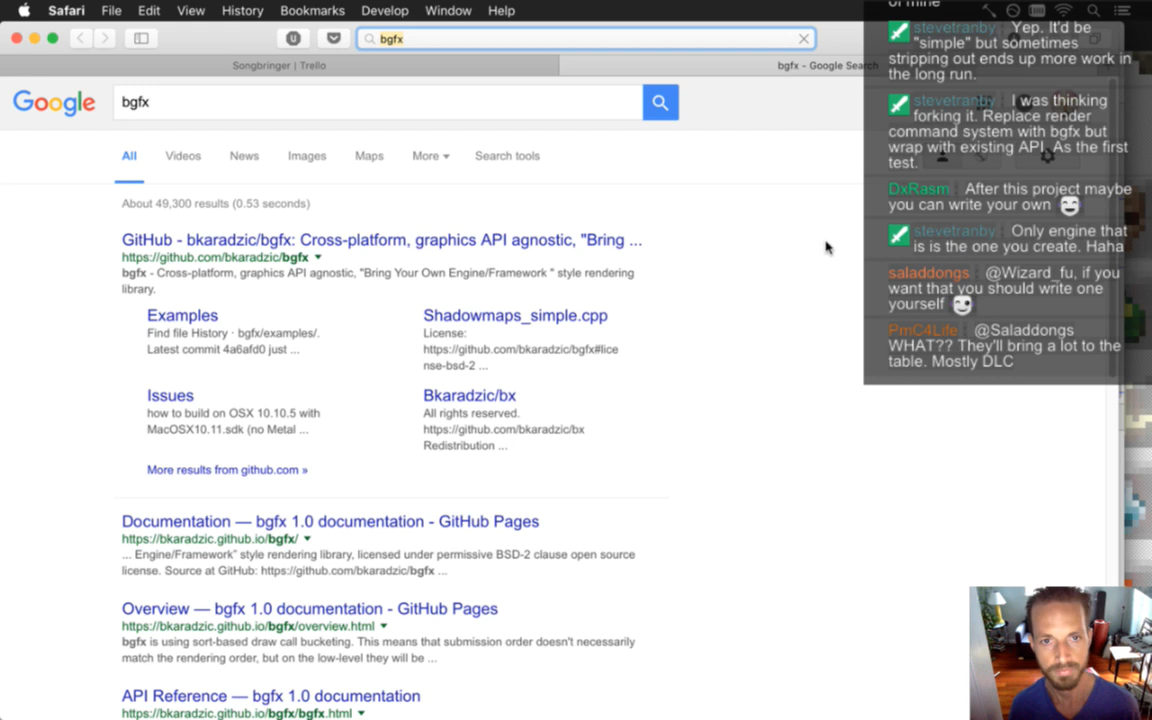 Safari File Edit View History Bookmarks Develop Window Help
bgfx
Songbringer | Trello
bgfx - Google Search
Google
bgfx
All Videos News Images Maps More Search tools
About 49,300 results (0.53 seconds)
GitHub - bkaradzic/bgfx: Cross-platform, graphics API agnostic, "Bring ...
https://github.com/bkaradzic/bgfx
bgfx - Cross-platform, graphics API agnostic, "Bring Your Own Engine/Framework " style rendering
library.
Examples
Find file History · bgfx/examples/.
Latest commit 4a6afd0 just ...
Shadowmaps_simple.cpp
License:
https://github.com/bkaradzic/bgfx#lice
nse-bsd-2 ...
Issues
how to build on OSX 10.10.5 with
MacOSX10.11.sdk (no Metal ...
Bkaradzic/bx
All rights reserved.
https://github.com/bkaradzic/bx
Redistribution ...
More results from github.com »
Documentation — bgfx 1.0 documentation - GitHub Pages
https://bkaradzic.github.io/bgfx/
... Engine/Framework" style rendering library, licensed under permissive BSD-2 clause open source
license. Source at GitHub: https://github.com/bkaradzic/bgfx ...
Overview — bgfx 1.0 documentation - GitHub Pages
https://bkaradzic.github.io/bgfx/overview.html
bgfx is using sort-based draw call bucketing. This means that submission order doesn't necessarily
match the rendering order, but on the low-level they will be ...
API Reference — bgfx 1.0 documentation
https://bkaradzic.github.io/bgfx/bgfx.html
of mine
stevetranby Yep. It'd be
"simple" but sometimes
stripping out ends up more work in
the long run.
stevetranby I was thinking
forking it. Replace render
command system with bgfx but
wrap with existing API. As the first
test.
DxRasm After this project maybe
you can write your own
stevetranby Only engine that
is is the one you create. Haha
saladdongs @Wizard_fu, if you
want that you should write one
yourself
PmC4Life @Saladdongs
WHAT?? They'll bring a lot to the
table. Mostly DLC